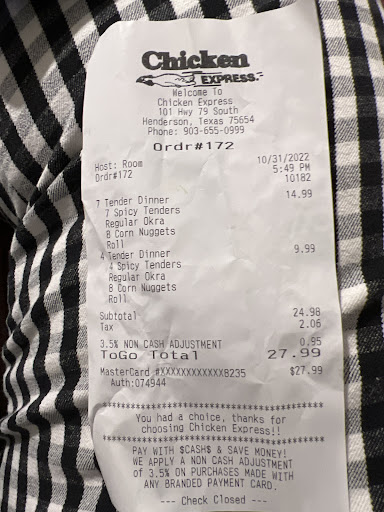 Chicken
EXPRESS.
Welcome To
Chicken Express
101 Hwy 79 South
Henderson, Texas 75654
Phone: 903-655-0999
Ordr#172
Host: Room 10/31/2022
Ordr#172 5:49 PM
10182
7 Tender Dinner 14.99
7 Spicy Tenders
Regular Okra
8 Corn Nuggets
Roll
4 Tender Dinner 9.99
4 Spicy Tenders
Regular Okra
8 Corn Nuggets
Roll
Subtotal 24.98
Tax 2.06
3.5% NON CASH ADJUSTMENT 0.95
ToGo Total 27.99
MasterCard #XXXXXXXXXXXX8235 $27.99
Auth:074944
You had a choice, thanks for
choosing Chicken Express!!
PAY WITH $CASH$ & SAVE MONEY!
WE APPLY A NON CASH ADJUSTMENT
of 3.5% ON PURCHASES MADE WITH
ANY BRANDED PAYMENT CARD.
--- Check Closed ---